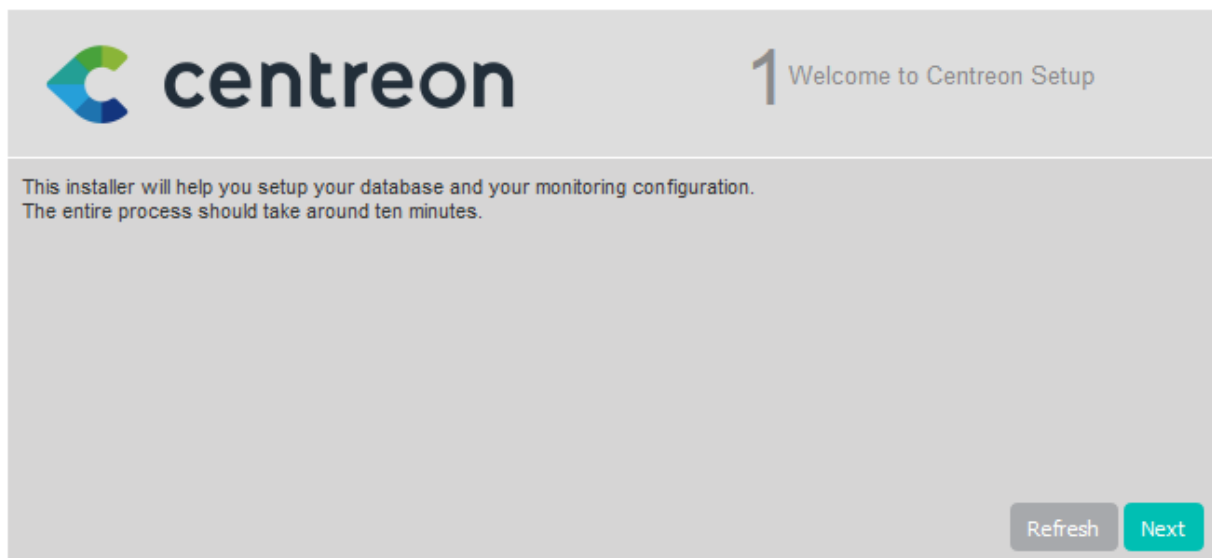 centreon
1 Welcome to Centreon Setup
This installer will help you setup your database and your monitoring configuration.
The entire process should take around ten minutes.
Refresh Next